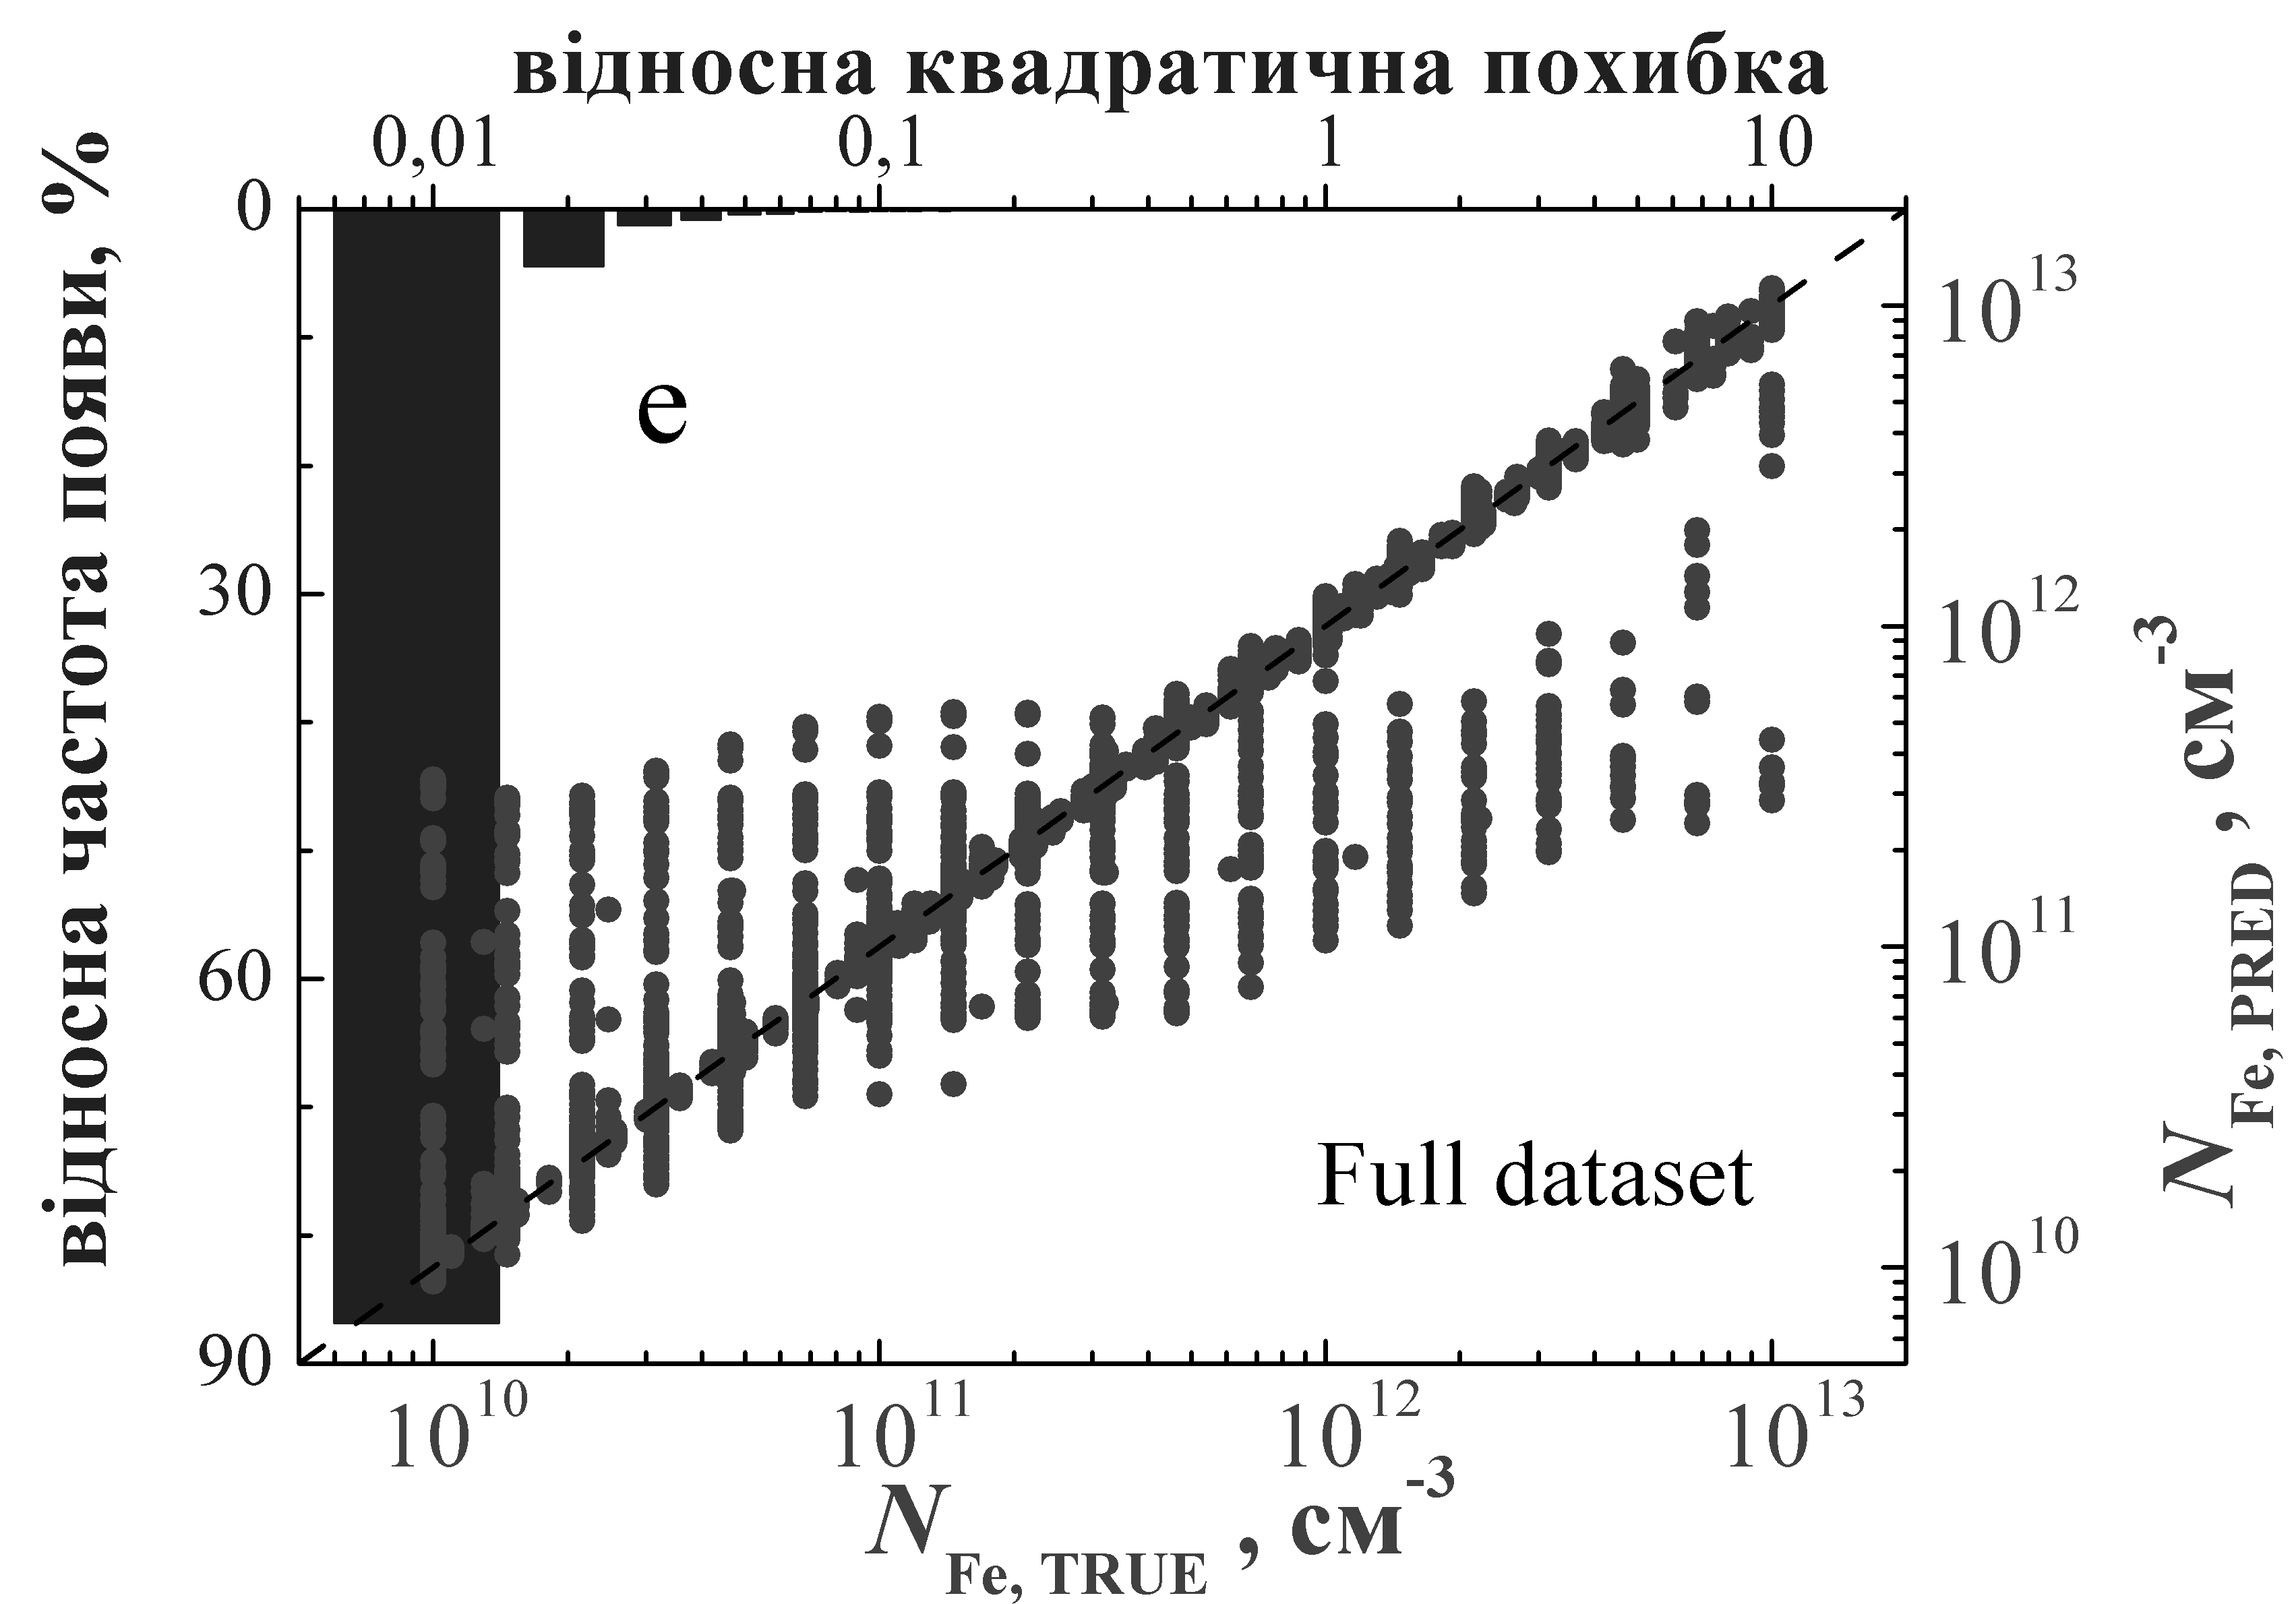 відносна квадратична похибка
0,01 0,1 1 10
відносна частота появи, %
0
30
60
90
e
Full dataset
10^13
10^12
10^11
10^10
N_Fe, PRED , см^-3
10^10 10^11 10^12 10^13
N_Fe, TRUE , см^-3